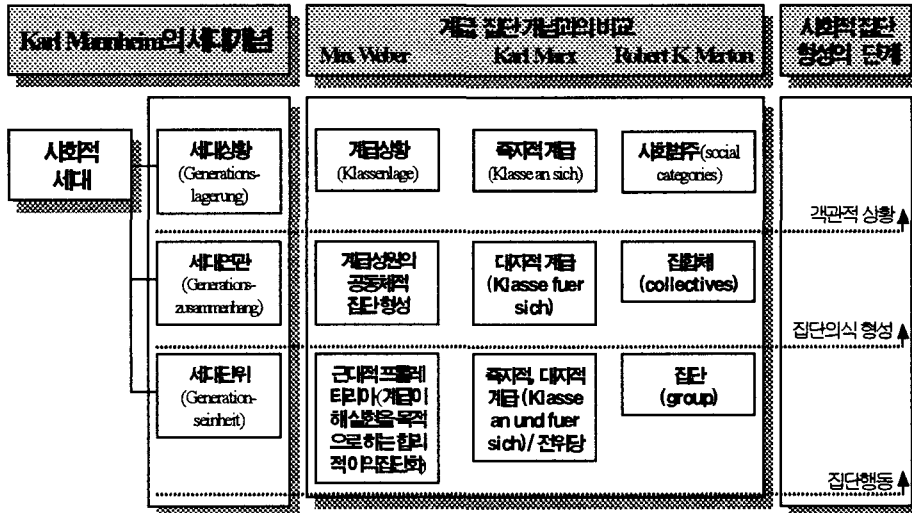 Karl Mannheim의 세대개념
계급 집단 개념과의 비교
Max Weber
Karl Marx
Robert K. Merton
사회적 집단
형성의 단계
사회적
세대
세대상황
(Generations-
lagerung)
계급상황
(Klassenlage)
즉자적 계급
(Klasse an sich)
사회범주(social
categories)
객관적 상황
세대연관
(Generations-
zusammenhang)
계급성원의
공동체적
집단 형성
대자적 계급
(Klasse fuer
sich)
집합체
(collectives)
집단의식 형성
세대단위
(Generation-
seinheit)
근대적 프롤레
타리아(계급이
해 실현을 목적
으로 하는 합리
적 이익집단화)
즉자적, 대자적
계급(Klasse
an und fuer
sich)/ 전위당
집단
(group)
집단행동